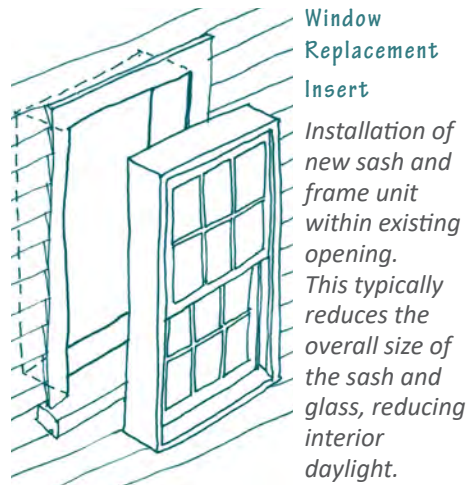 Window
Replacement
Insert
Installation of
new sash and
frame unit
within existing
opening.
This typically
reduces the
overall size of
the sash and
glass, reducing
interior
daylight.